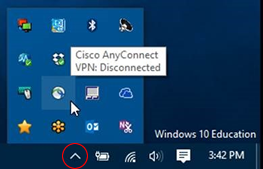 Cisco AnyConnect
VPN: Disconnected
Windows 10 Education
3:42 PM